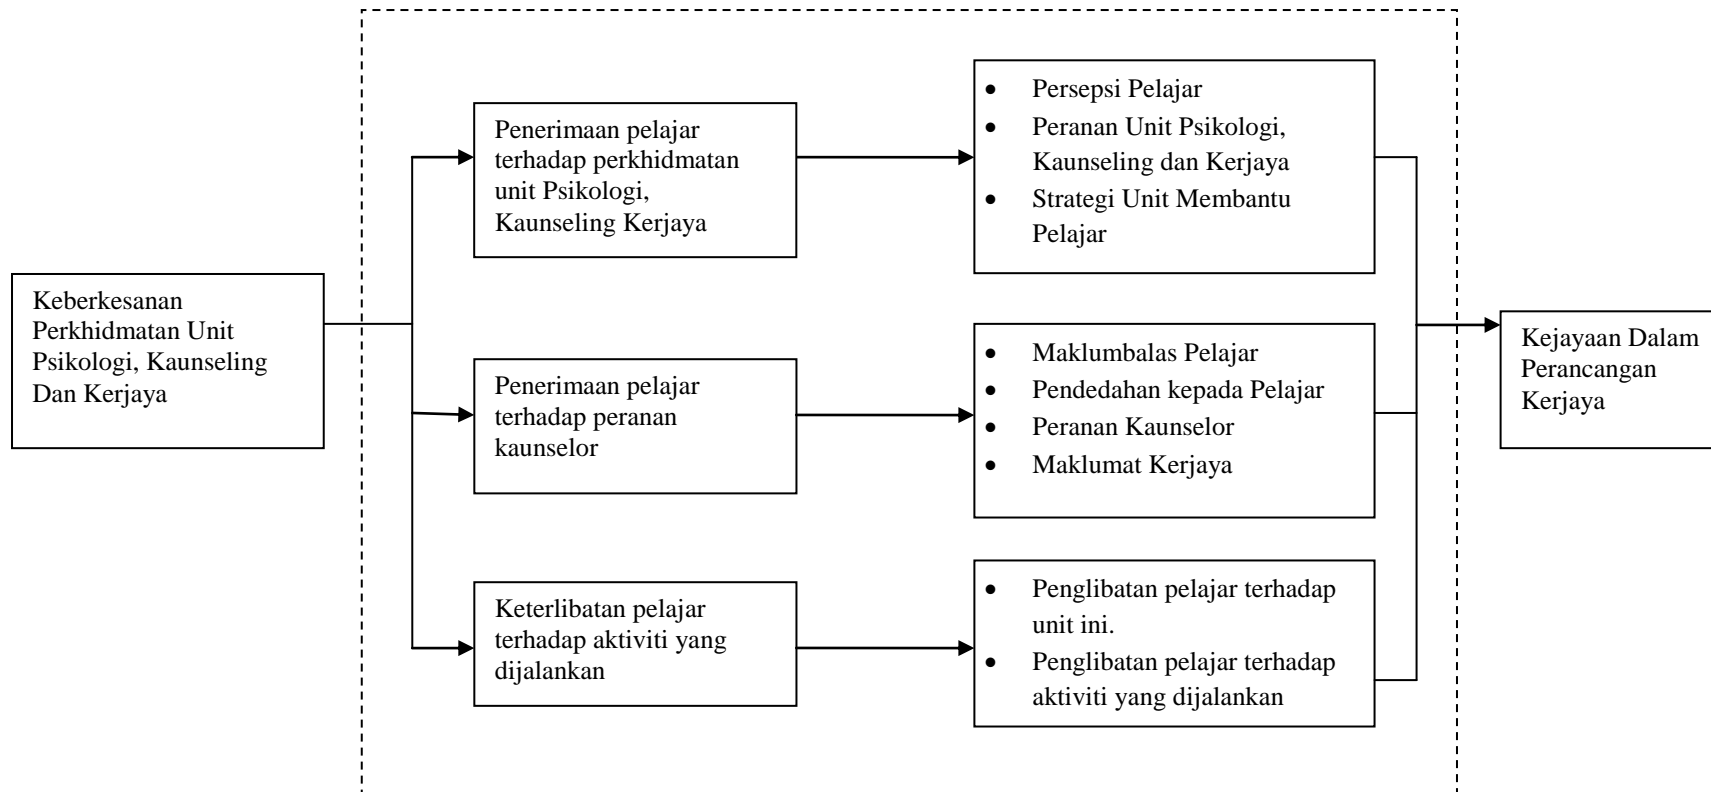 Keberkesanan
Perkhidmatan Unit
Psikologi, Kaunseling
Dan Kerjaya
Penerimaan pelajar
terhadap perkhidmatan
unit Psikologi,
Kaunseling Kerjaya
Penerimaan pelajar
terhadap peranan
kaunselor
Keterlibatan pelajar
terhadap aktiviti yang
dijalankan
• Persepsi Pelajar
• Peranan Unit Psikologi,
Kaunseling dan Kerjaya
• Strategi Unit Membantu
Pelajar
• Maklumbalas Pelajar
• Pendedahan kepada Pelajar
• Peranan Kaunselor
• Maklumat Kerjaya
• Penglibatan pelajar terhadap
unit ini.
• Penglibatan pelajar terhadap
aktiviti yang dijalankan
Kejayaan Dalam
Perancangan
Kerjaya